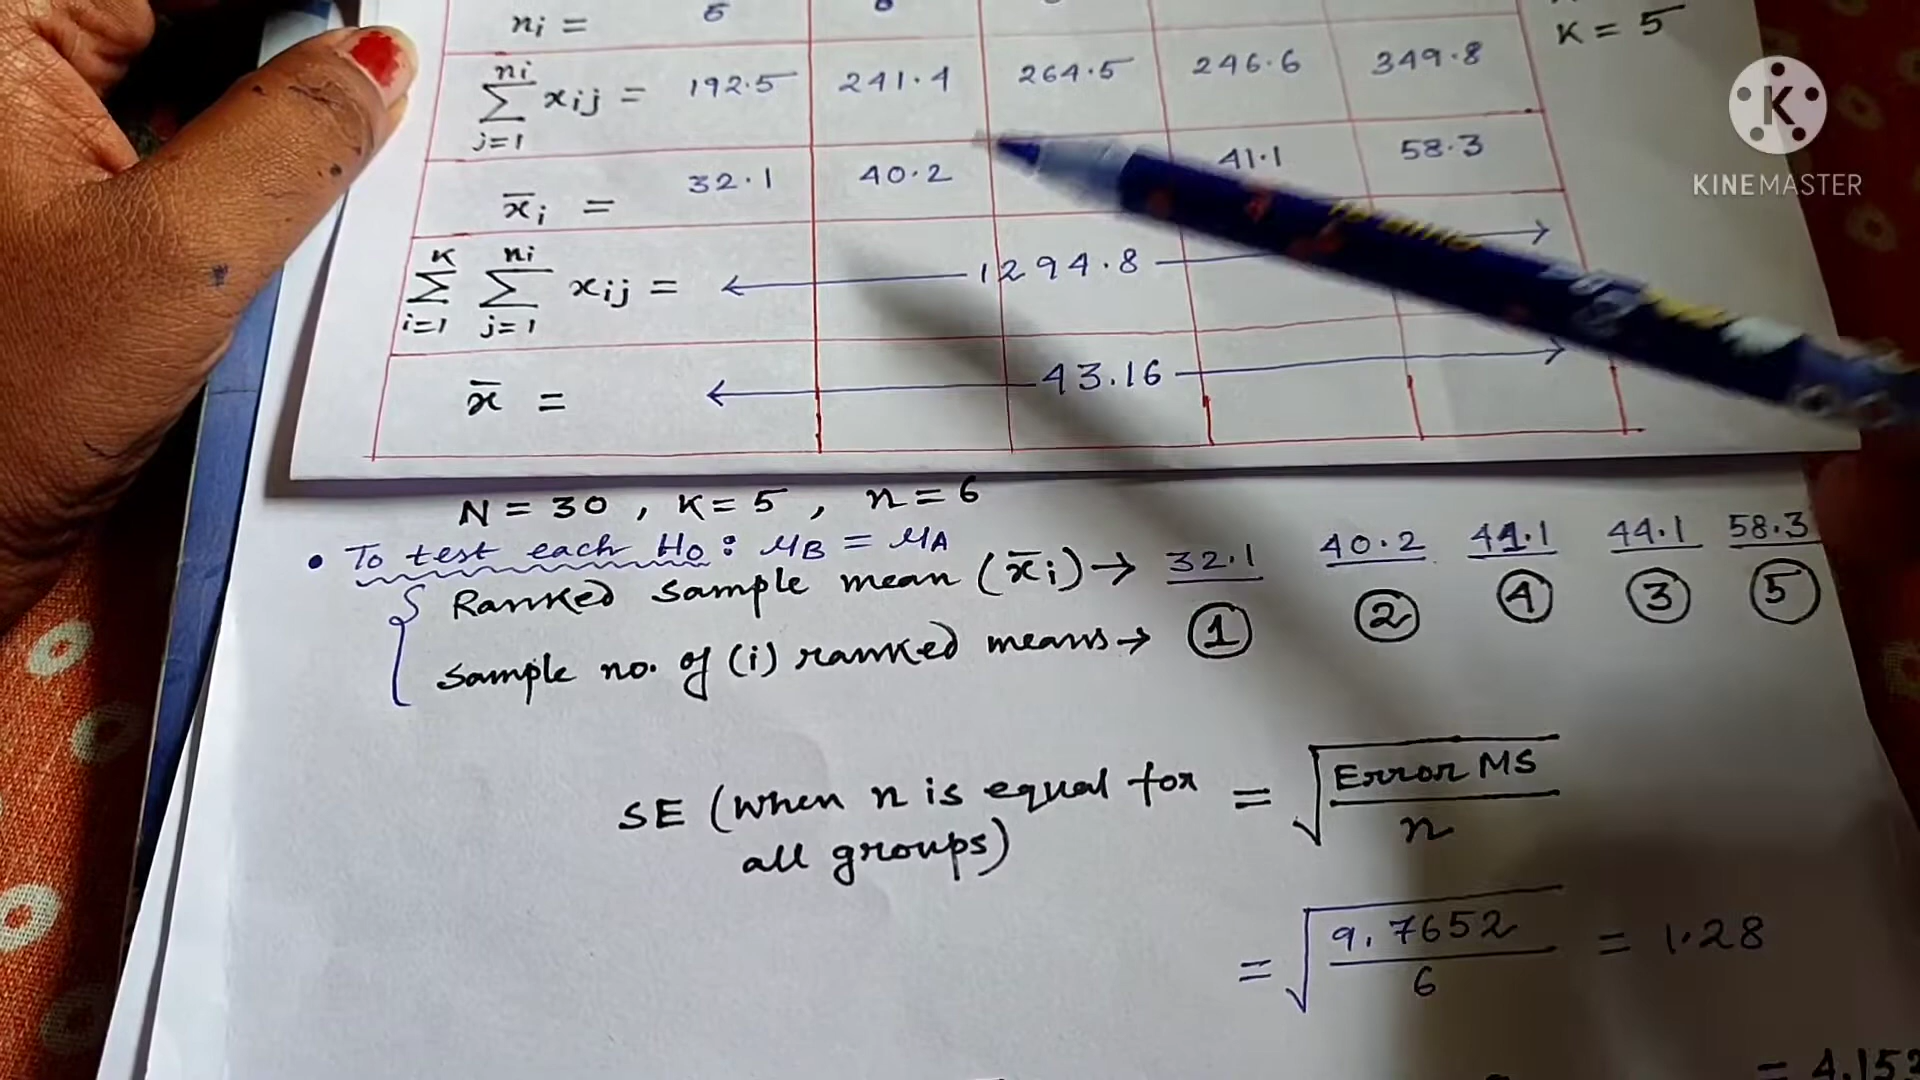 ni = 5
K = 5
∑ xij = 192.5 241.4 264.5 246.6 349.8
ni
j=1
x̄i = 32.1 40.2 41.1 58.3
K ni
∑ ∑ xij = 1294.8
i=1 j=1
x̄ = 43.16
K
KINEMASTER
N = 30 , K = 5 , n = 6
• To test each H0 : μB = μA
Ranked sample mean (x̄i) → 32.1 40.2 41.1 44.1 58.3
Sample no. of (i) ranked means → 1 2 4 3 5
SE (when n is equal for all groups) = √ Error MS / n
= √ 9.7652 / 6 = 1.28